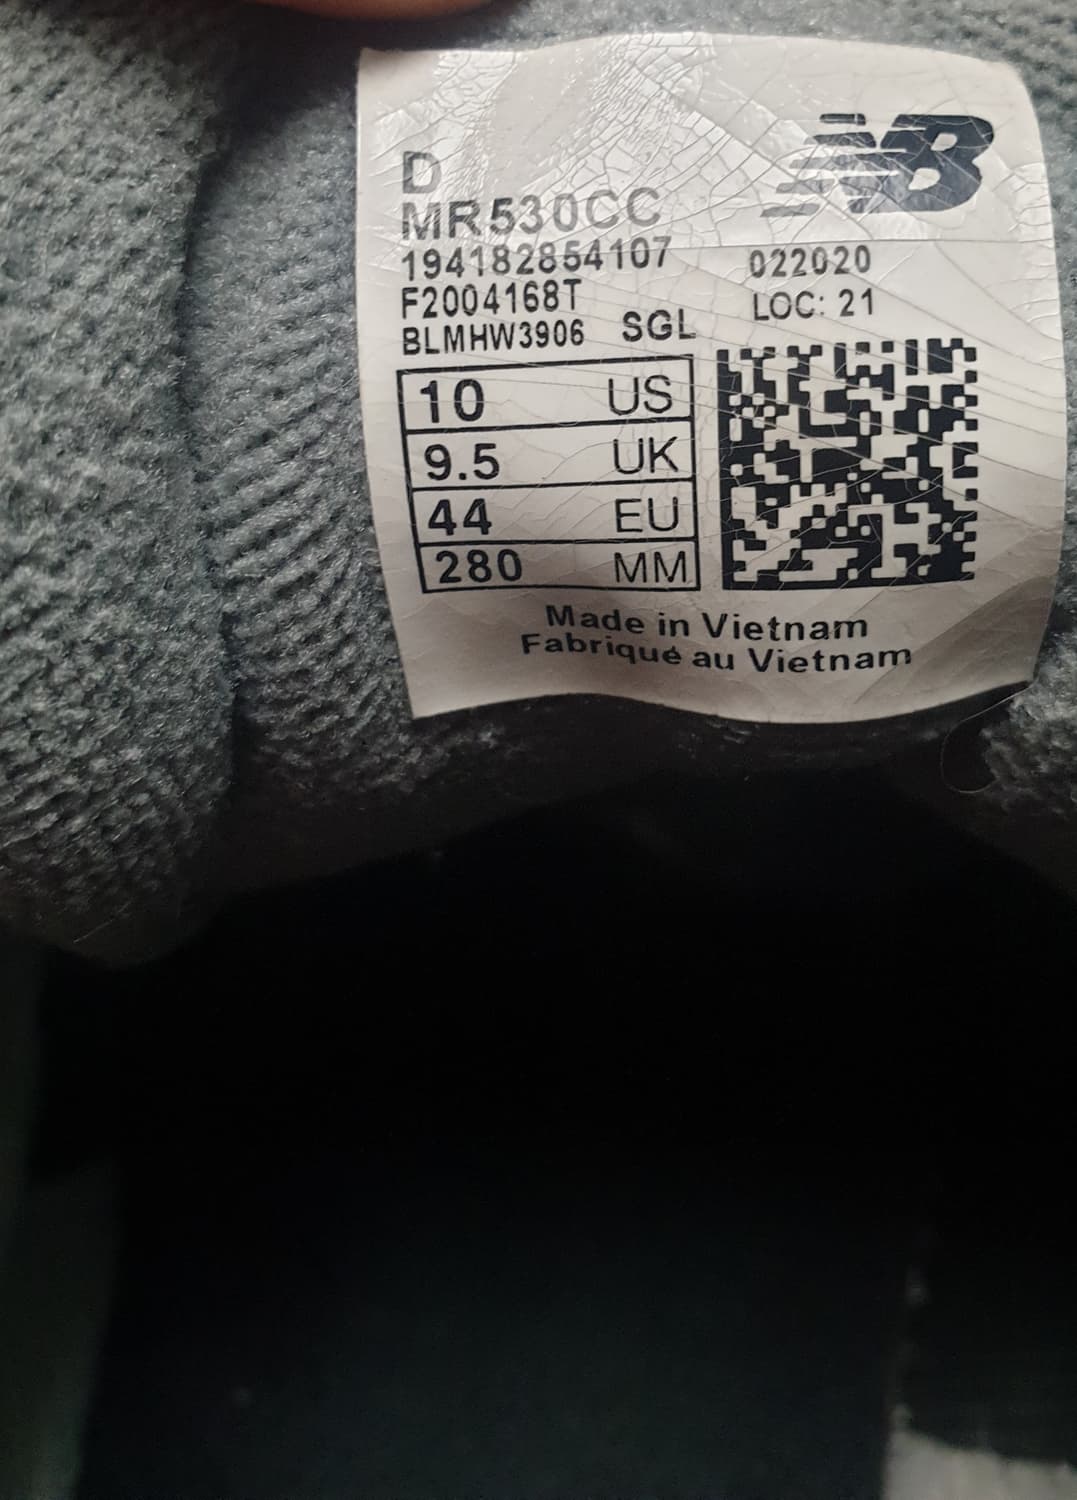 NB
D
MR530CC
194182854107 022020
F2004168T LOC: 21
BLMHW3906 SGL
10 US
9.5 UK
44 EU
280 MM
Made in Vietnam
Fabriqué au Vietnam